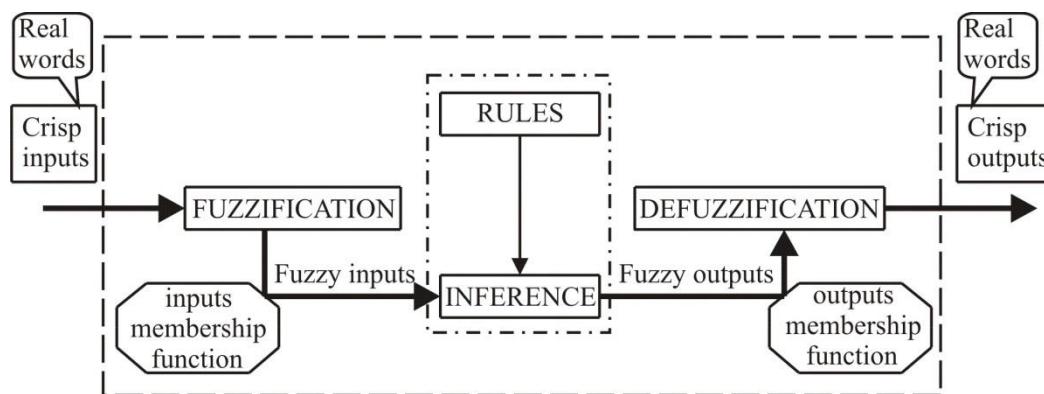 Real
words
Crisp
inputs
FUZZIFICATION
Fuzzy inputs
inputs
membership
function
RULES
INFERENCE
Fuzzy outputs
DEFUZZIFICATION
outputs
membership
function
Real
words
Crisp
outputs